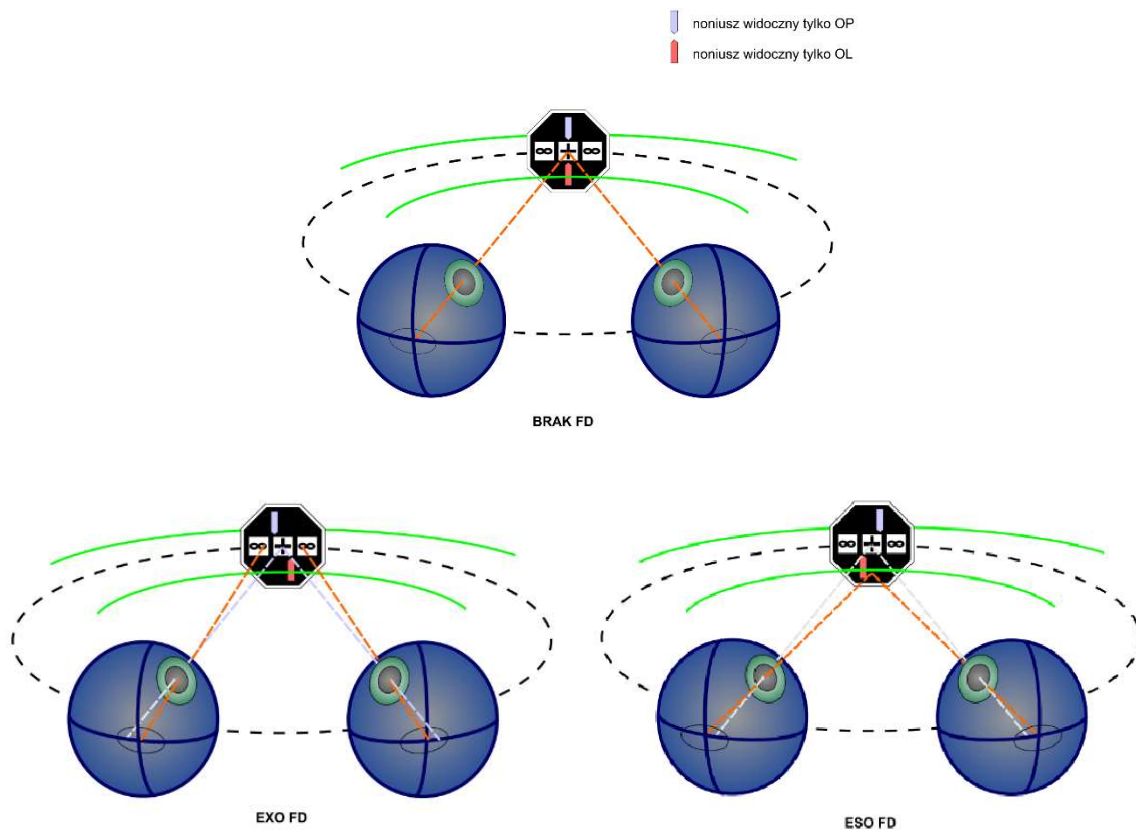 noniusz widoczny tylko OP
noniusz widoczny tylko OL
∞ + ∞
BRAK FD
∞ + ∞
∞ + ∞
EXO FD
ESO FD